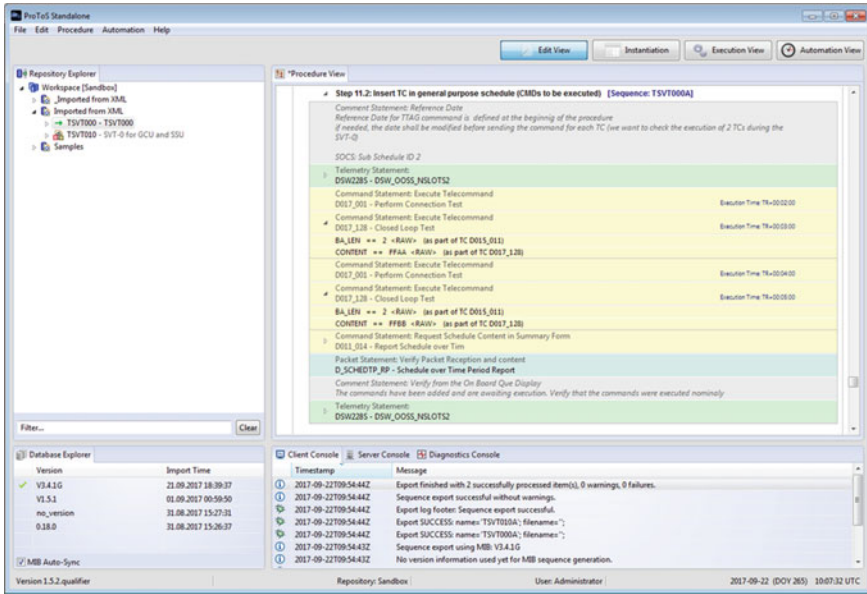 ProToS Standalone
File Edit Procedure Automation Help
Edit View Instantiation Execution View Automation View
Repository Explorer
Workspace [Sandbox]
_Imported from XML
Imported from XML
TSVT000 - TSVT000
TSVT010 - SVT-0 for GCU and SSU
Samples
Filter... Clear
*Procedure View
Step 11.2: Insert TC in general purpose schedule (CMDs to be executed) [Sequence: TSVT000A]
Comment Statement: Reference Date
Reference Date for TTAG commmand is defined at the beginnig of the procedure
if needed, the date shall be modified before sending the command for each TC (we want to check the execution of 2 TCs during the
SVT-0)
SOCS: Sub Schedule ID 2
Telemetry Statement:
DSW228S - DSW_OOSS_NSLOTS2
Command Statement: Execute Telecommand
D017_001 - Perform Connection Test Execution Time TR=00:02:00
Command Statement: Execute Telecommand
D017_128 - Closed Loop Test Execution Time TR=00:03:00
BA_LEN == 2 <RAW> (as part of TC D015_011)
CONTENT == FFAA <RAW> (as part of TC D017_128)
Command Statement: Execute Telecommand
D017_001 - Perform Connection Test Execution Time TR=00:04:00
Command Statement: Execute Telecommand
D017_128 - Closed Loop Test Execution Time TR=00:05:00
BA_LEN == 2 <RAW> (as part of TC D015_011)
CONTENT == FFBB <RAW> (as part of TC D017_128)
Command Statement: Request Schedule Content in Summary Form
D011_014 - Report Schedule over Tim
Packet Statement: Verify Packet Reception and content
D_SCHEDTP_RP - Schedule over Time Period Report
Comment Statement: Verify from the On Board Que Display
The commands have been added and are awaiting execution. Verify that the commands were executed nominaly
Telemetry Statement:
DSW228S - DSW_OOSS_NSLOTS2
Database Explorer
Version Import Time
V3.4.1G 21.09.2017 18:39:37
V1.5.1 01.09.2017 00:59:50
no_version 31.08.2017 15:27:31
0.18.0 31.08.2017 15:26:37
MIB Auto-Sync
Client Console Server Console Diagnostics Console
Timestamp Message
2017-09-22T09:54:44Z Export finished with 2 successfully processed item(s), 0 warnings, 0 failures.
2017-09-22T09:54:44Z Sequence export successful without warnings.
2017-09-22T09:54:44Z Export log footer: Sequence export successful.
2017-09-22T09:54:44Z Export SUCCESS: name='TSVT010A'; filename='';
2017-09-22T09:54:44Z Export SUCCESS: name='TSVT000A'; filename='';
2017-09-22T09:54:43Z Sequence export using MIB: V3.4.1G
2017-09-22T09:54:43Z No version information used yet for MIB sequence generation.
Version 1.5.2.qualifier Repository: Sandbox User: Administrator 2017-09-22 (DOY 265) 10:07:32 UTC